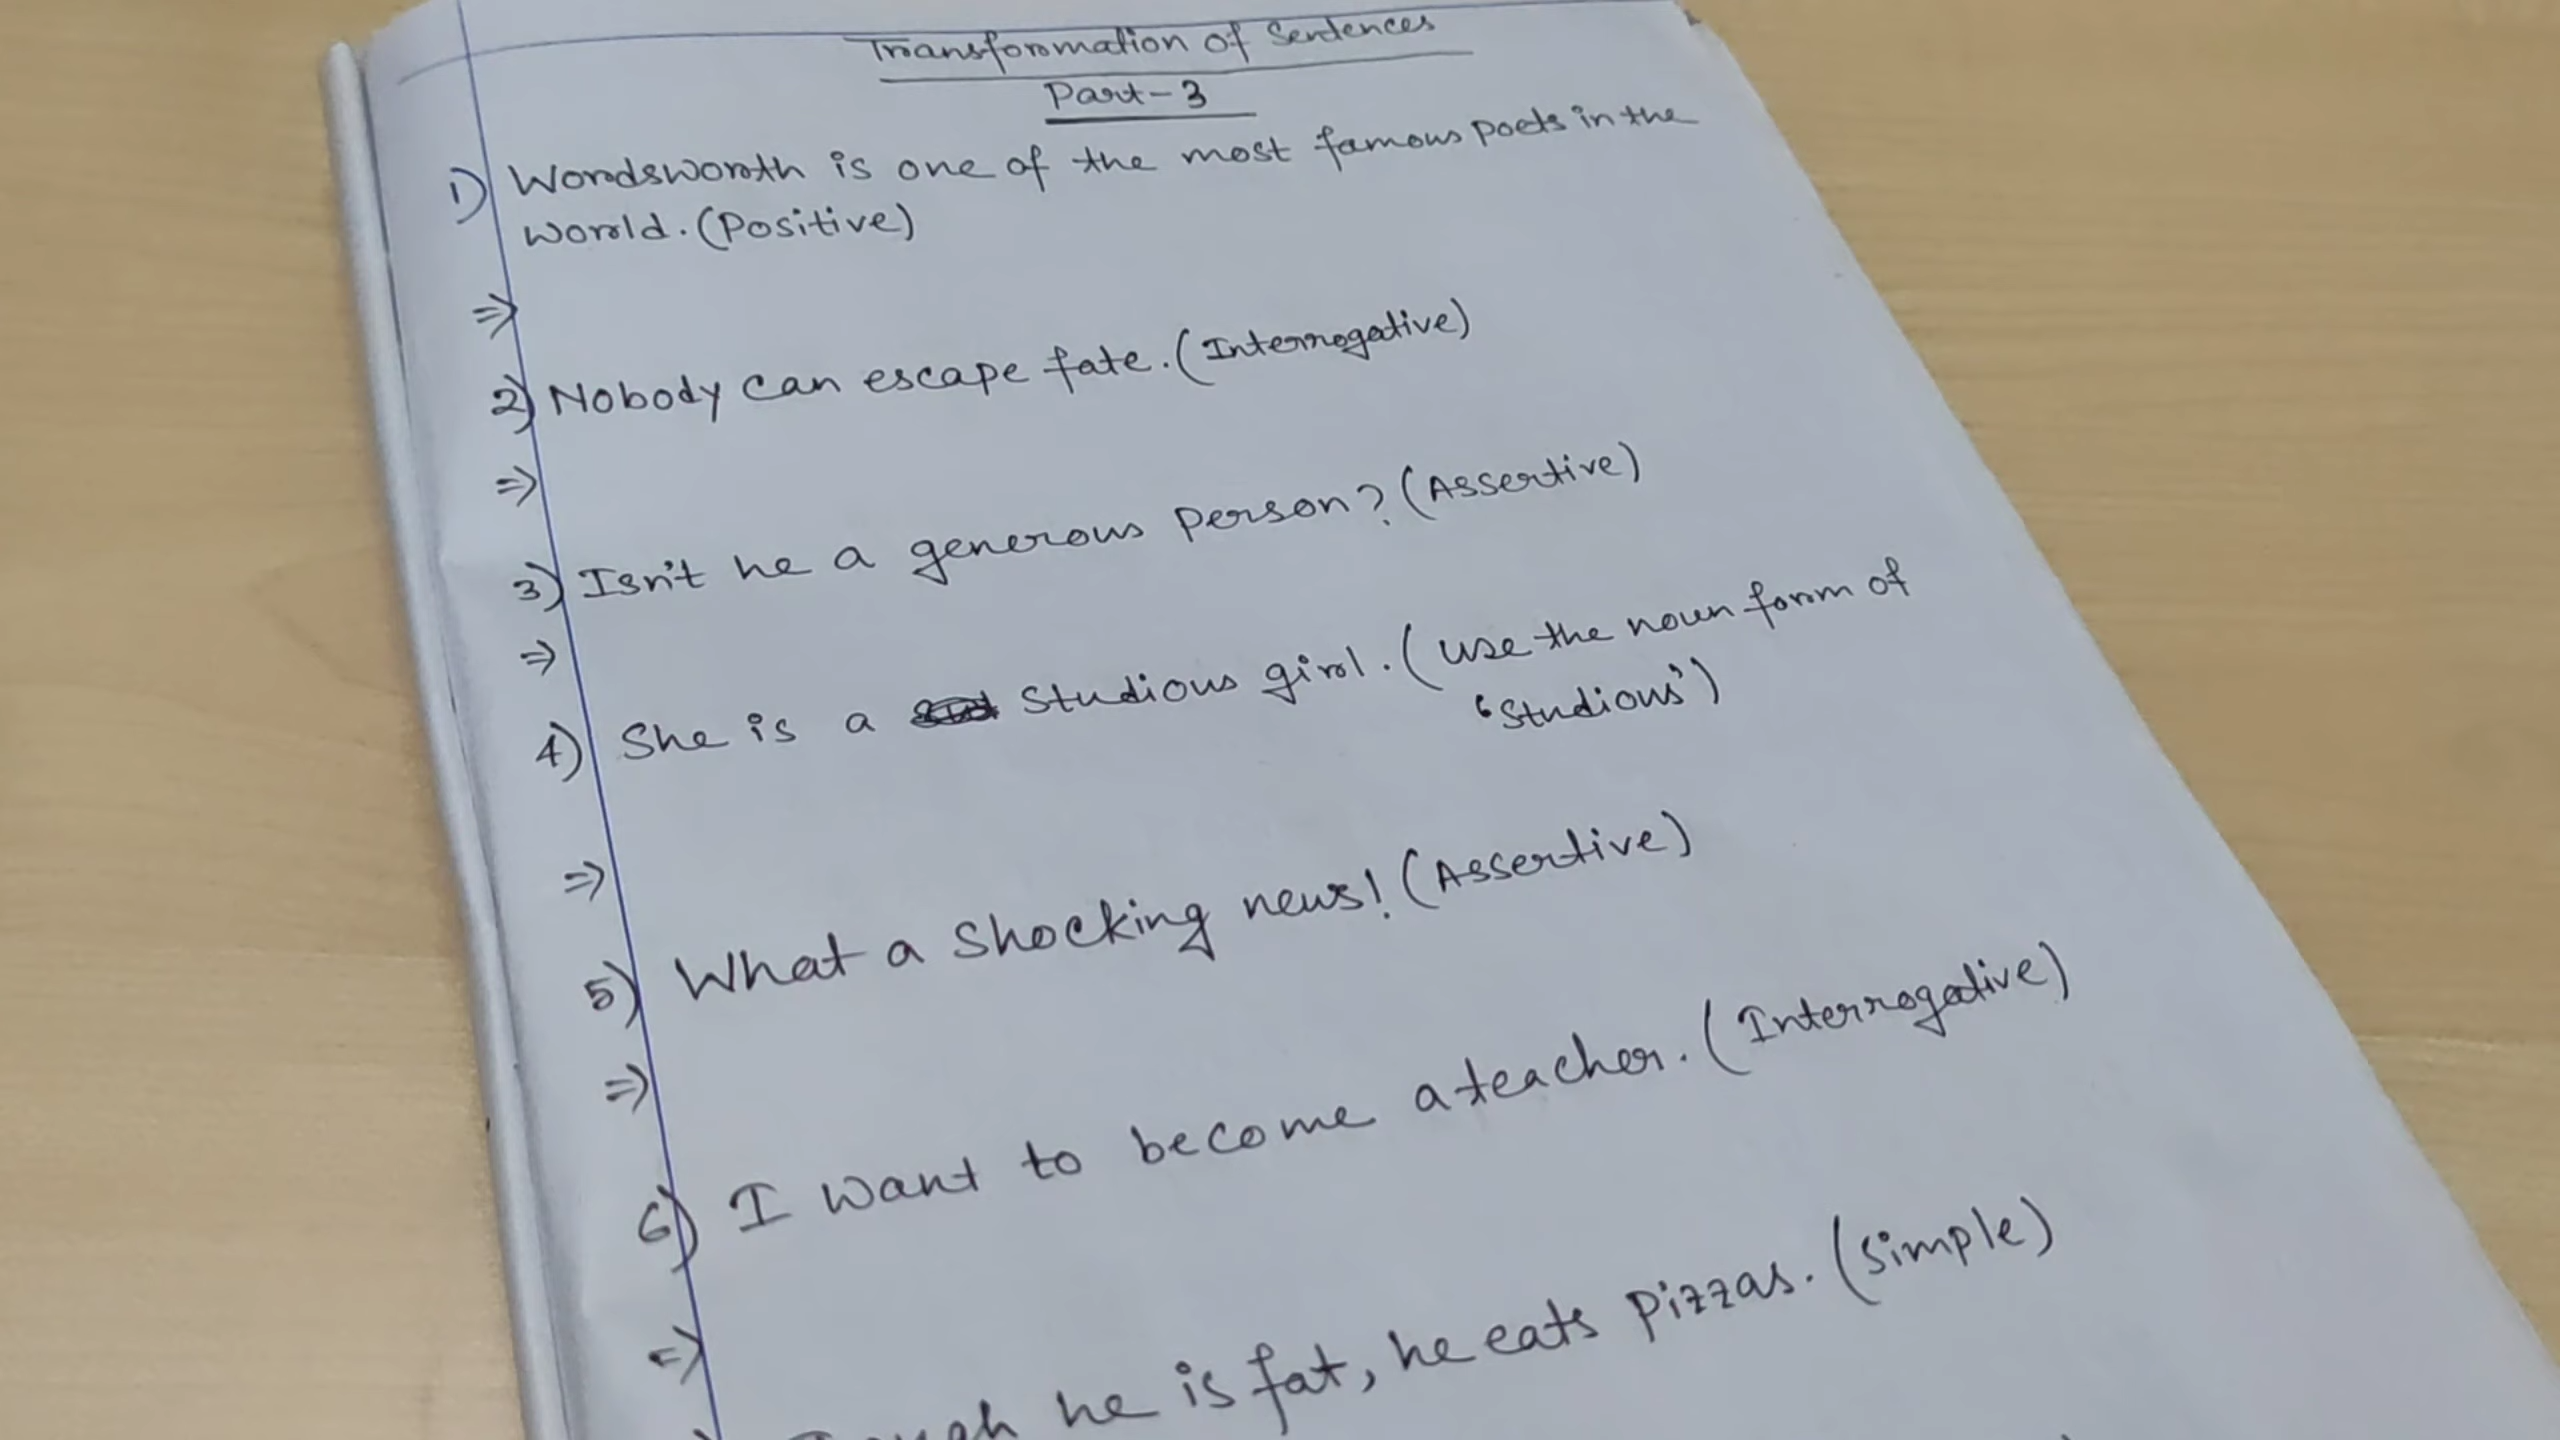 Transformation of Sentences
Part-3
1) Wordsworth is one of the most famous poets in the
world. (Positive)
⇒
2) Nobody can escape fate. (Interrogative)
⇒
3) Isn't he a generous person? (Assertive)
⇒
4) She is a studious girl. (use the noun form of
'studious')
⇒
5) What a shocking news! (Assertive)
⇒
6) I want to become a teacher. (Interrogative)
⇒
he is fat, he eats pizzas. (simple)